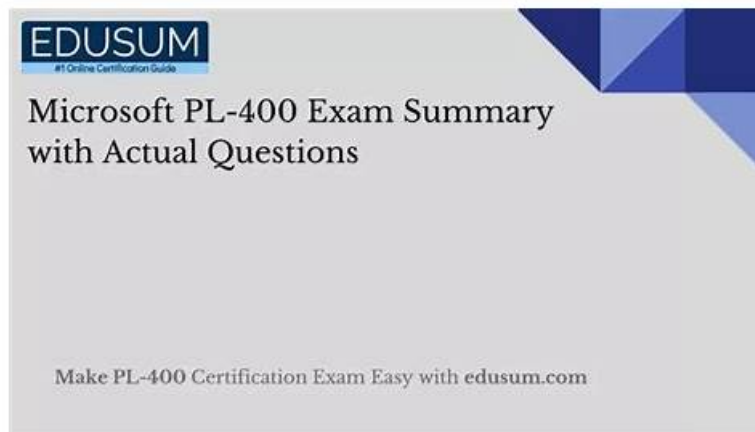 EDUSUM
#1 Online Certification Guide
Microsoft PL-400 Exam Summary
with Actual Questions
Make PL-400 Certification Exam Easy with edusum.com